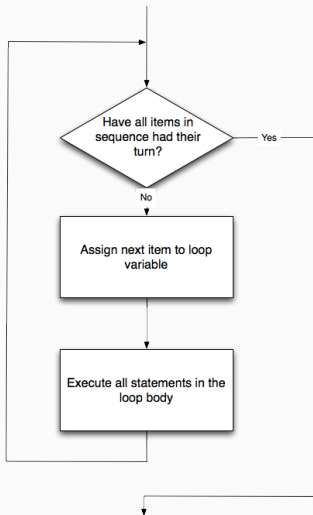 Have all items in
sequence had their
turn?
Yes
No
Assign next item to loop
variable
Execute all statements in the
loop body